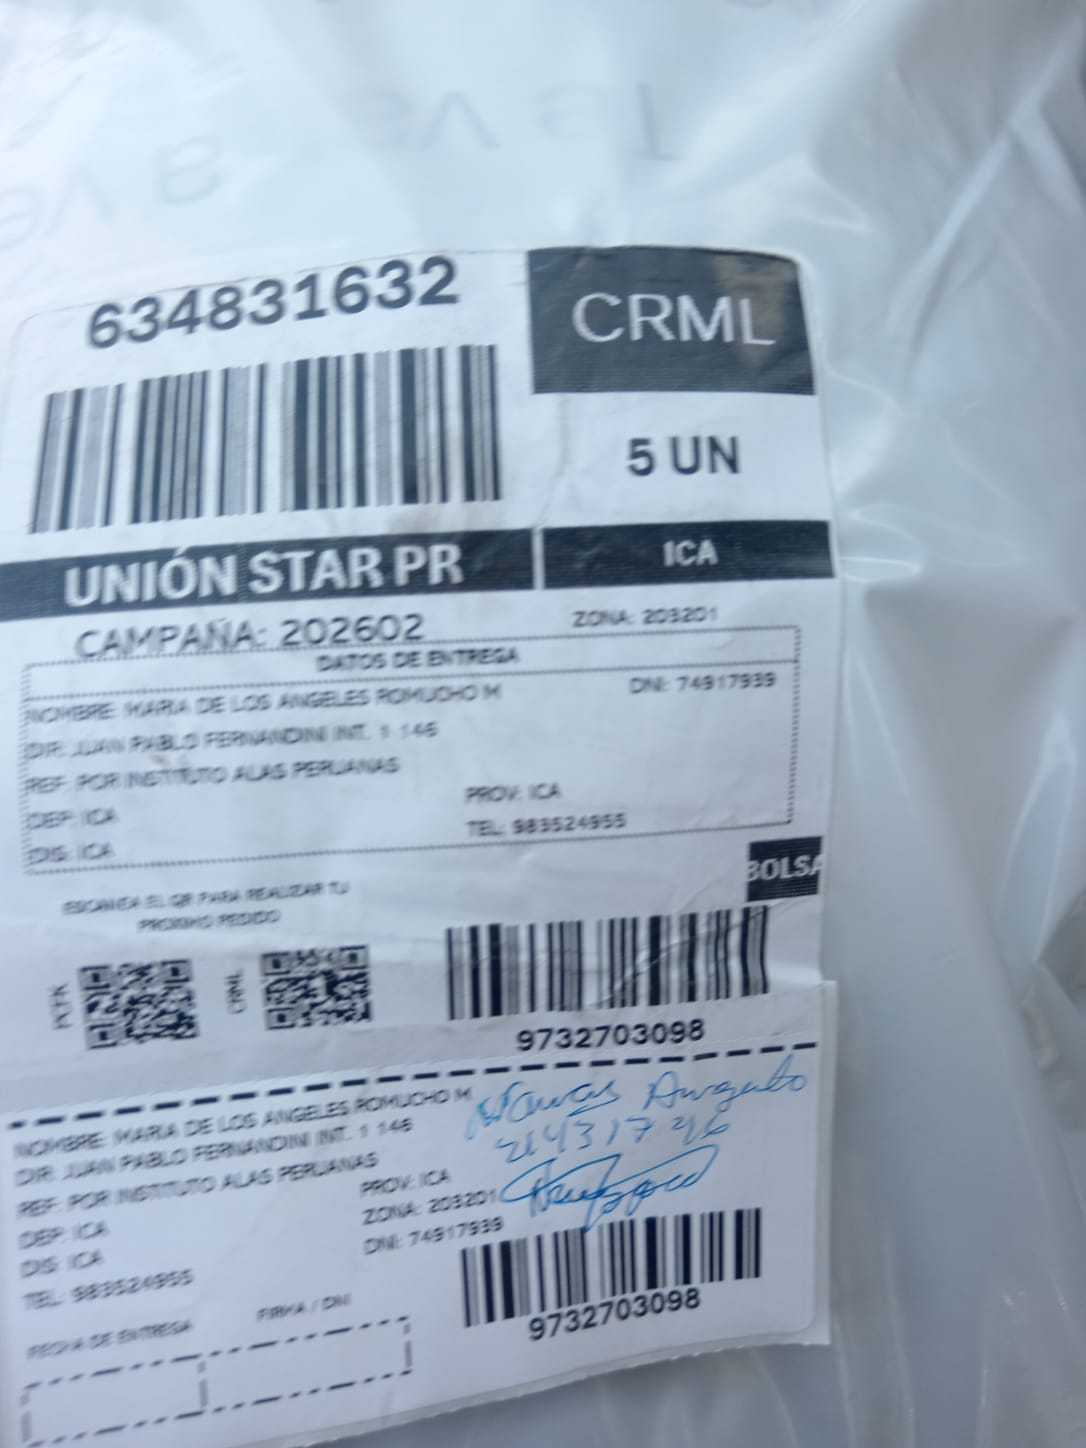 634831632
CRML
5 UN
UNIÓN STAR PR
ICA
CAMPAÑA: 202602
ZONA: 203201
DATOS DE ENTREGA
NOMBRE: MARIA DE LOS ANGELES ROMUCHO M
DNI: 74917939
DIR: JUAN PABLO FERNANDINI INT. 1 146
REF: POR INSTITUTO ALAS PERUANAS
DEP: ICA
PROV: ICA
DIS: ICA
TEL: 983524955
BOLSA
ESCANEA EL QR PARA REALIZAR TU
PROXIMO PEDIDO
CRML
9732703098
NOMBRE: MARIA DE LOS ANGELES ROMUCHO M
DIR: JUAN PABLO FERNANDINI INT. 1 146
REF: POR INSTITUTO ALAS PERUANAS
DEP: ICA
PROV: ICA
DIS: ICA
ZONA: 203201
TEL: 983524955
DNI: 74917939
FECHA DE ENTREGA
FIRMA / DNI
9732703098